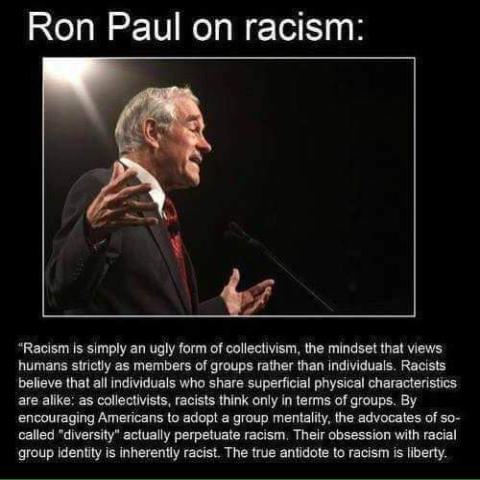 Ron Paul on racism:
"Racism is simply an ugly form of collectivism, the mindset that views
humans strictly as members of groups rather than individuals. Racists
believe that all individuals who share superficial physical characteristics
are alike: as collectivists, racists think only in terms of groups. By
encouraging Americans to adopt a group mentality, the advocates of so-
called "diversity" actually perpetuate racism. Their obsession with racial
group identity is inherently racist. The true antidote to racism is liberty.